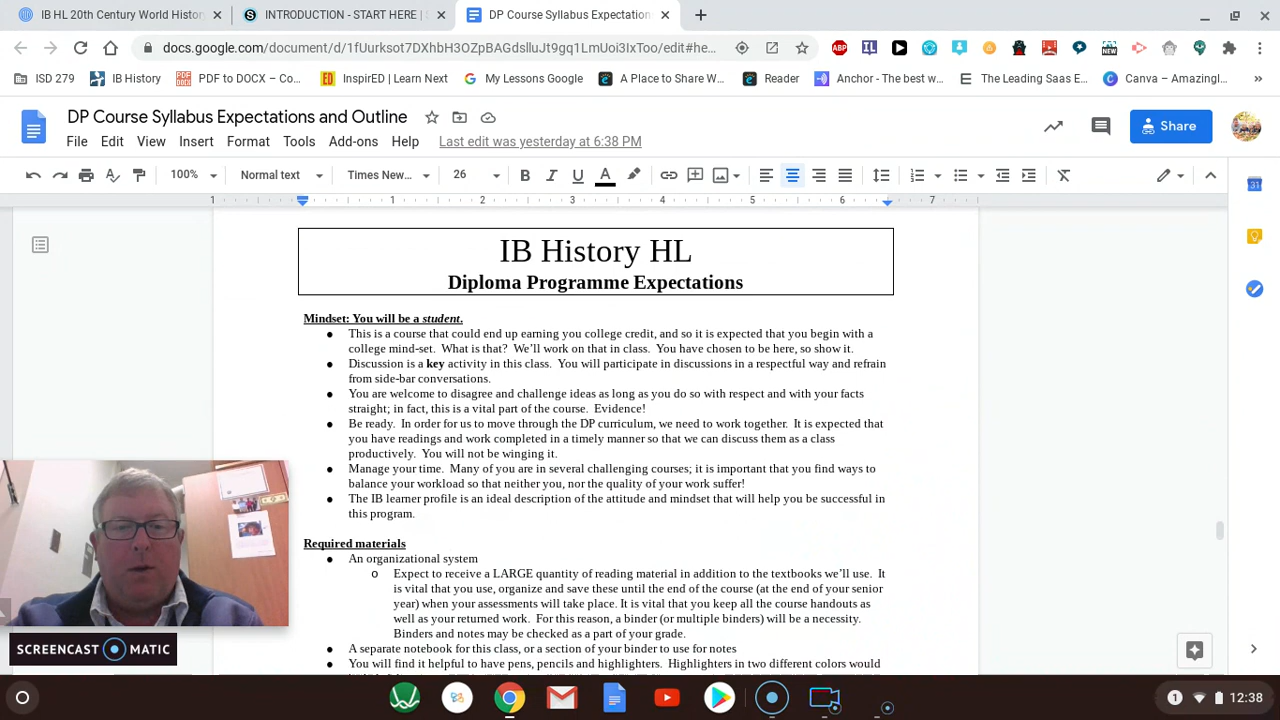 IB HL 20th Century World Histor
INTRODUCTION - START HERE |
DP Course Syllabus Expectation
docs.google.com/document/d/1fUurksot7DXhbH3OZpBAGdslluJt9gq1LmUoi3IxToo/edit#he...
ABP
IL
NEW
ISD 279
IB History
PDF to DOCX – Co...
InspirED | Learn Next
My Lessons Google
A Place to Share W...
Reader
Anchor - The best w...
The Leading Saas E...
Canva – Amazingl...
DP Course Syllabus Expectations and Outline
File Edit View Insert Format Tools Add-ons Help Last edit was yesterday at 6:38 PM
Share
100% Normal text Times New... 26 B I U A
1 1 2 3 4 5 6 7
31
IB History HL
Diploma Programme Expectations
Mindset: You will be a student.
● This is a course that could end up earning you college credit, and so it is expected that you begin with a
college mind-set. What is that? We'll work on that in class. You have chosen to be here, so show it.
● Discussion is a key activity in this class. You will participate in discussions in a respectful way and refrain
from side-bar conversations.
● You are welcome to disagree and challenge ideas as long as you do so with respect and with your facts
straight; in fact, this is a vital part of the course. Evidence!
● Be ready. In order for us to move through the DP curriculum, we need to work together. It is expected that
you have readings and work completed in a timely manner so that we can discuss them as a class
productively. You will not be winging it.
● Manage your time. Many of you are in several challenging courses; it is important that you find ways to
balance your workload so that neither you, nor the quality of your work suffer!
● The IB learner profile is an ideal description of the attitude and mindset that will help you be successful in
this program.
Required materials
● An organizational system
o Expect to receive a LARGE quantity of reading material in addition to the textbooks we'll use. It
is vital that you use, organize and save these until the end of the course (at the end of your senior
year) when your assessments will take place. It is vital that you keep all the course handouts as
well as your returned work. For this reason, a binder (or multiple binders) will be a necessity.
Binders and notes may be checked as a part of your grade.
● A separate notebook for this class, or a section of your binder to use for notes
● You will find it helpful to have pens, pencils and highlighters. Highlighters in two different colors would
SCREENCAST MATIC
1 12:38